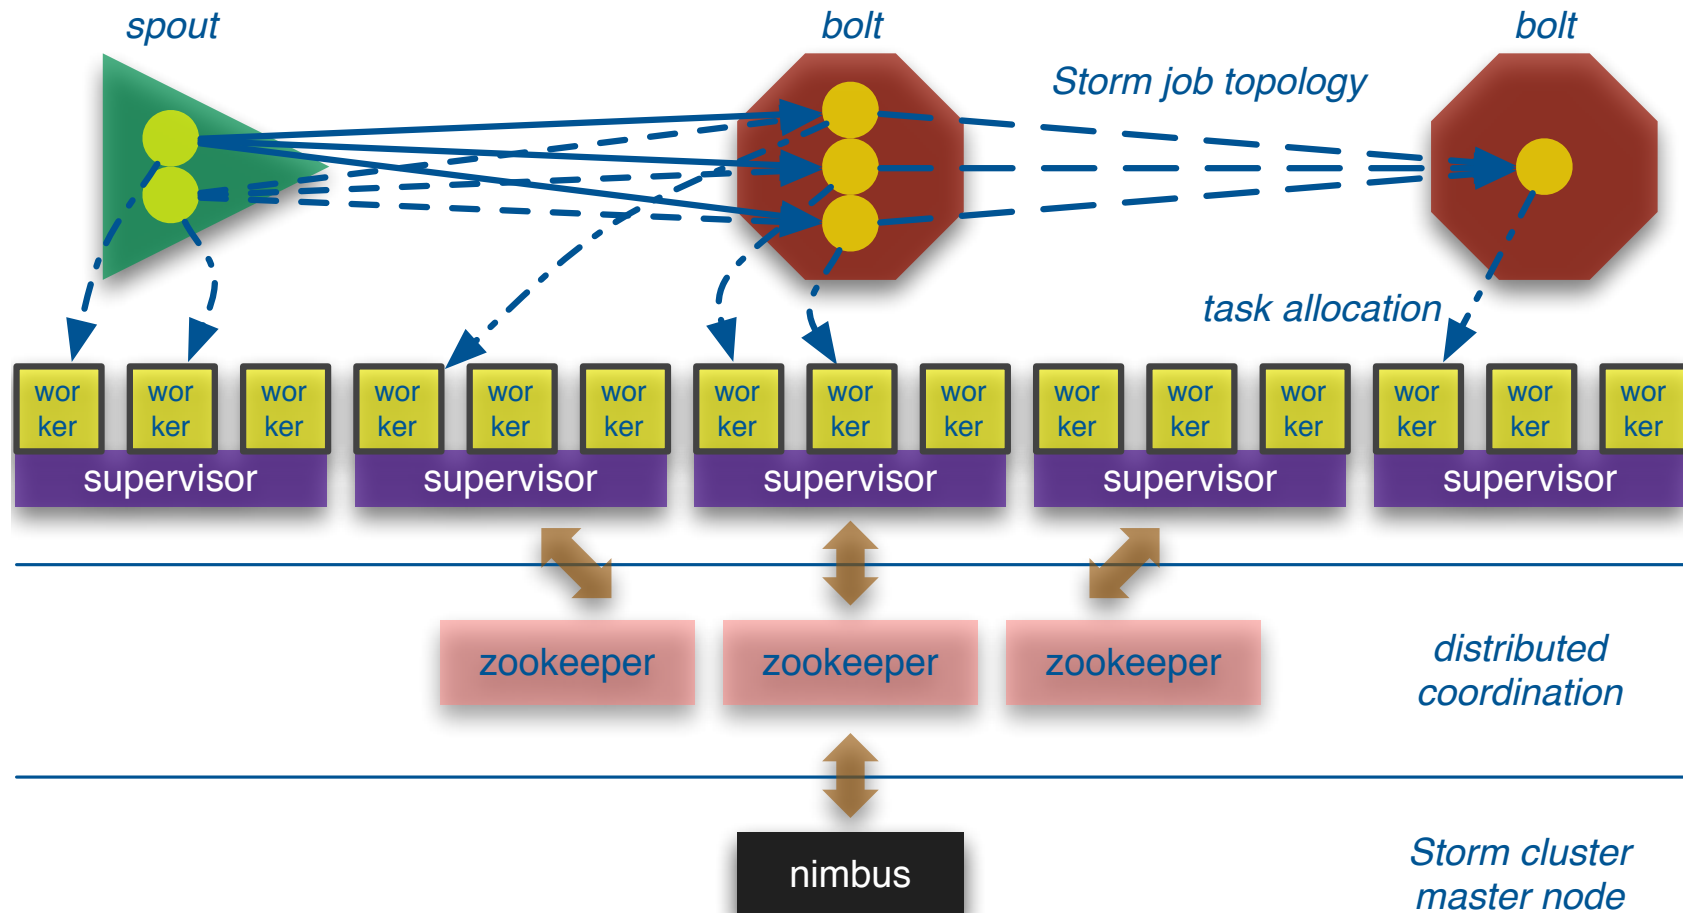 spout
bolt
bolt
Storm job topology
task allocation
wor wor wor wor wor wor wor wor wor wor wor wor wor wor wor
ker ker ker ker ker ker ker ker ker ker ker ker ker ker ker
supervisor supervisor supervisor supervisor supervisor
zookeeper zookeeper zookeeper
distributed
coordination
nimbus
Storm cluster
master node